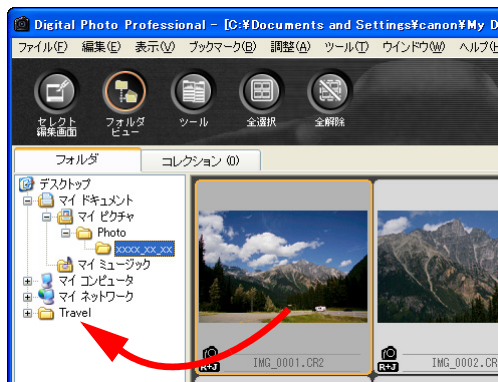 Digital Photo Professional - [C:¥Documents and Settings¥canon¥My D
ファイル(F) 編集(E) 表示(V) ブックマーク(B) 調整(A) ツール(T) ウインドウ(W) ヘルプ(H
セレクト編集画面 フォルダビュー ツール 全選択 全解除
フォルダ コレクション (0)
デスクトップ
マイ ドキュメント
マイ ピクチャ
Photo
xxxx_xx_xx
マイ ミュージック
マイ コンピュータ
マイ ネットワーク
Travel
R+J IMG_0001.CR2 R+J IMG_0002.CR